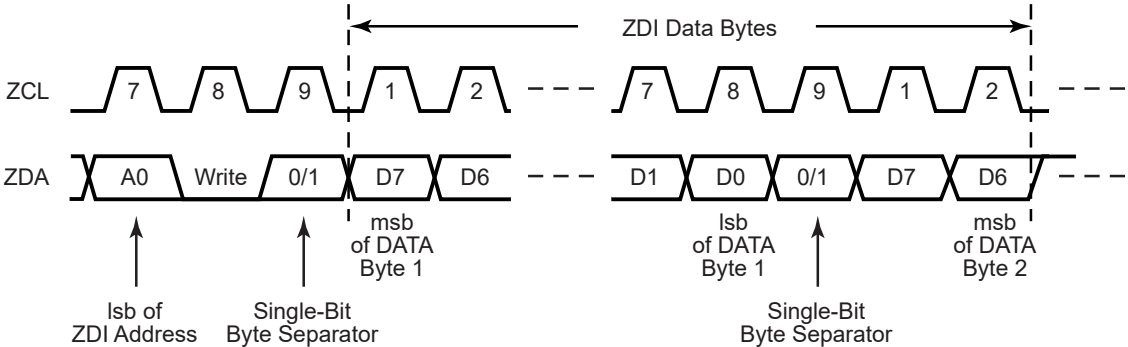 ZDI Data Bytes
ZCL 7 8 9 1 2 7 8 9 1 2
ZDA A0 Write 0/1 D7 D6 D1 D0 0/1 D7 D6
msb
of DATA
Byte 1
lsb
of DATA
Byte 1
msb
of DATA
Byte 2
lsb of
ZDI Address
Single-Bit
Byte Separator
Single-Bit
Byte Separator